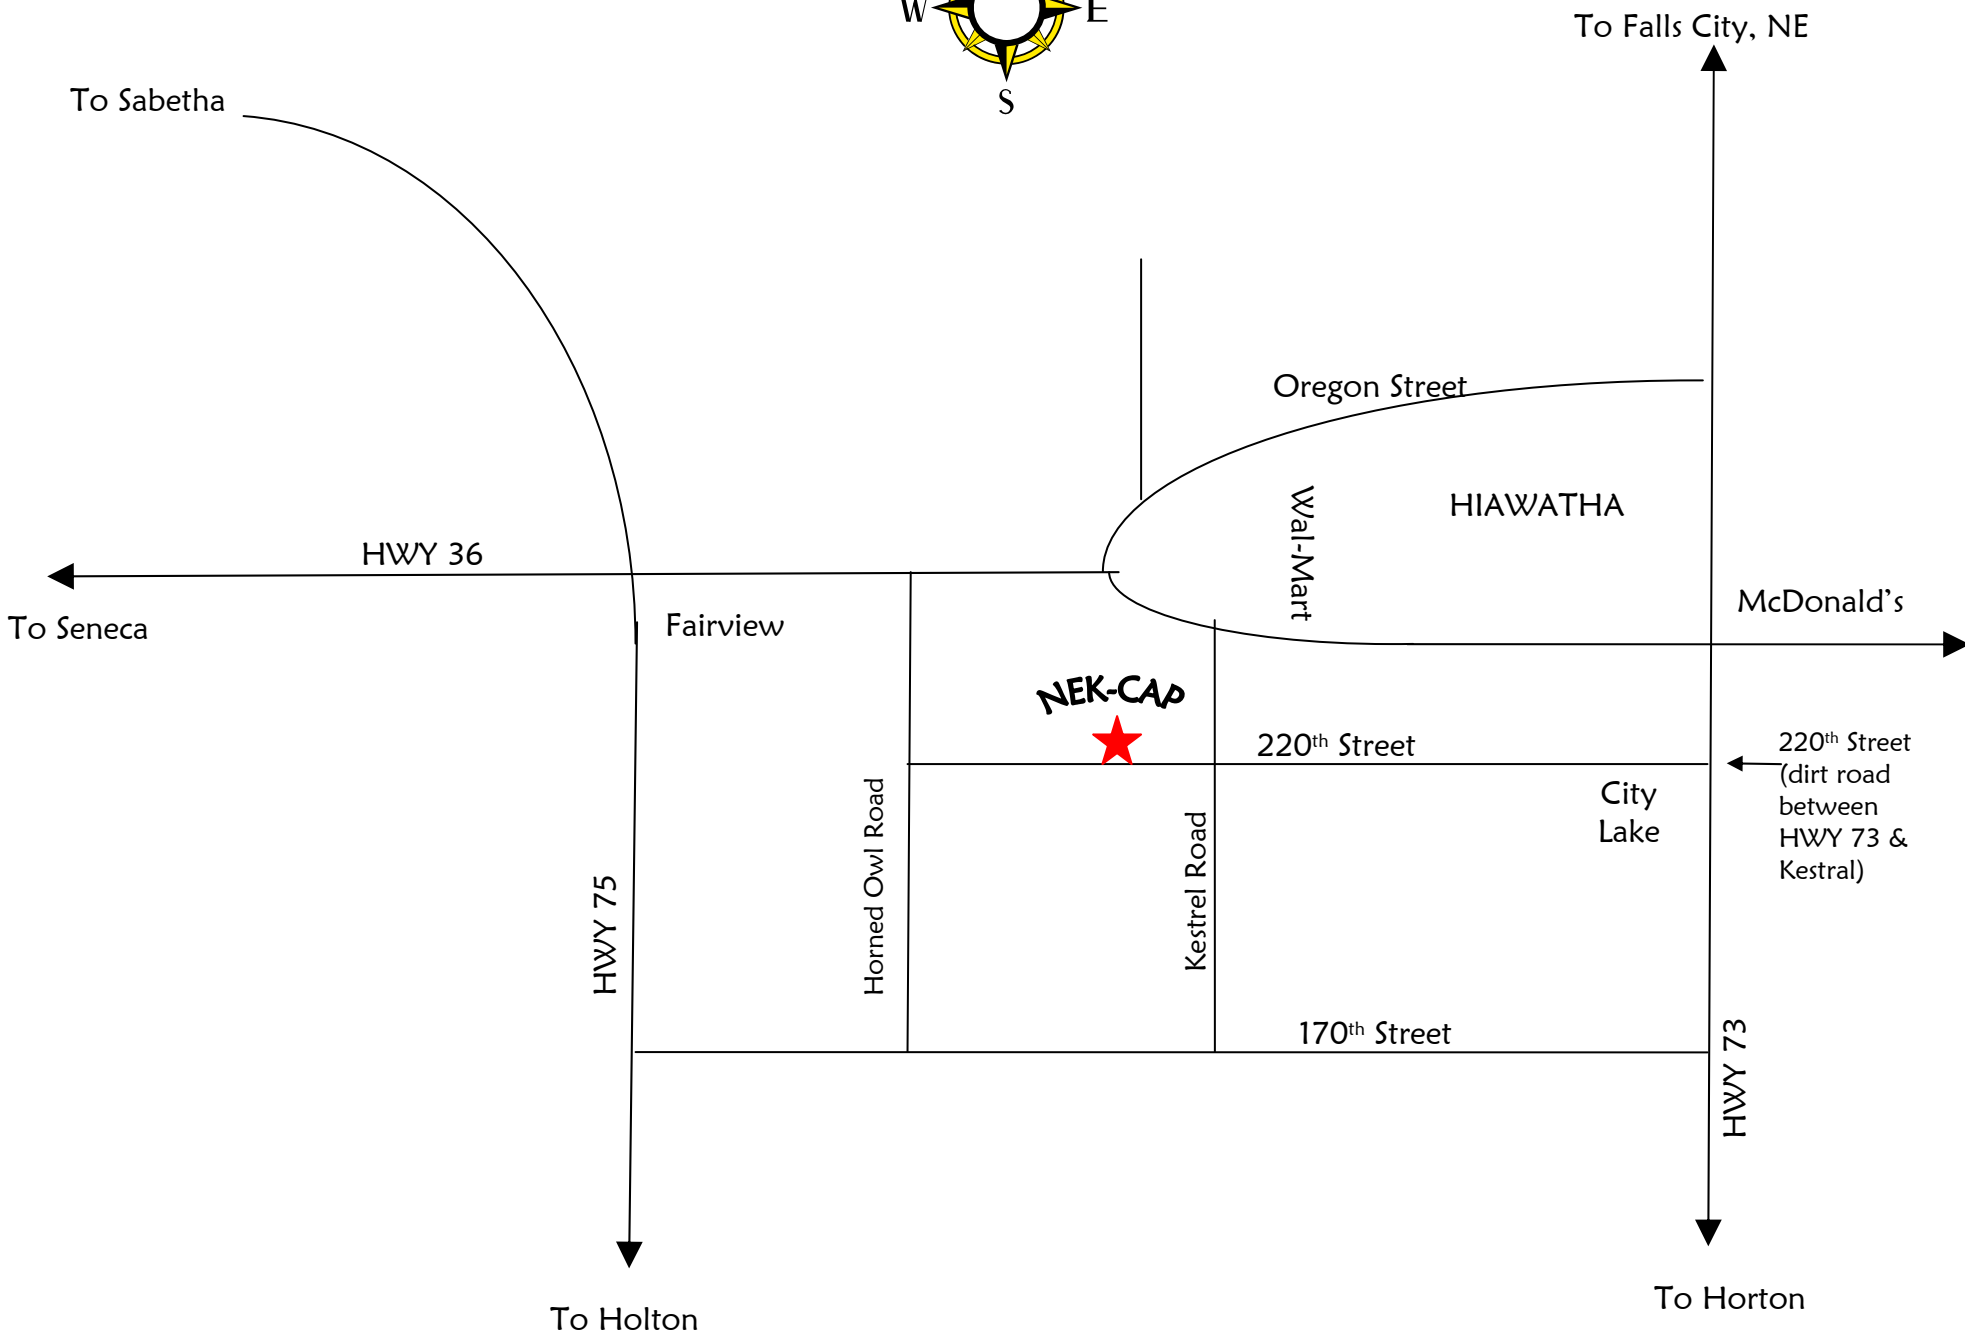 W E
S
To Falls City, NE
To Sabetha
Oregon Street
HIAWATHA
Wal-Mart
HWY 36
McDonald's
To Seneca
Fairview
NEK-CAP
220th Street
220th Street
(dirt road
between
HWY 73 &
Kestral)
City
Lake
Horned Owl Road
Kestrel Road
HWY 75
170th Street
HWY 73
To Horton
To Holton